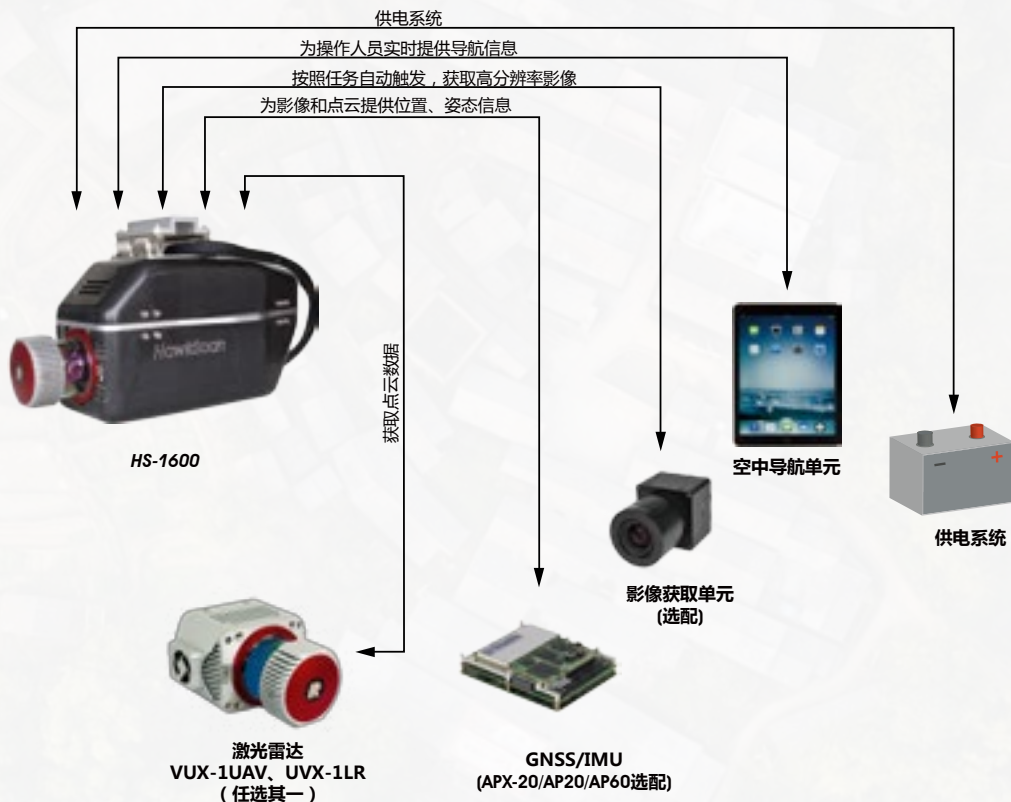 供电系统
为操作人员实时提供导航信息
按照任务自动触发，获取高分辨率影像
为影像和点云提供位置、姿态信息
获取点云数据
HawkScan
HS-1600
空中导航单元
供电系统
影像获取单元
(选配)
R
激光雷达
VUX-1UAV、UVX-1LR
（任选其一）
GNSS/IMU
(APX-20/AP20/AP60选配)